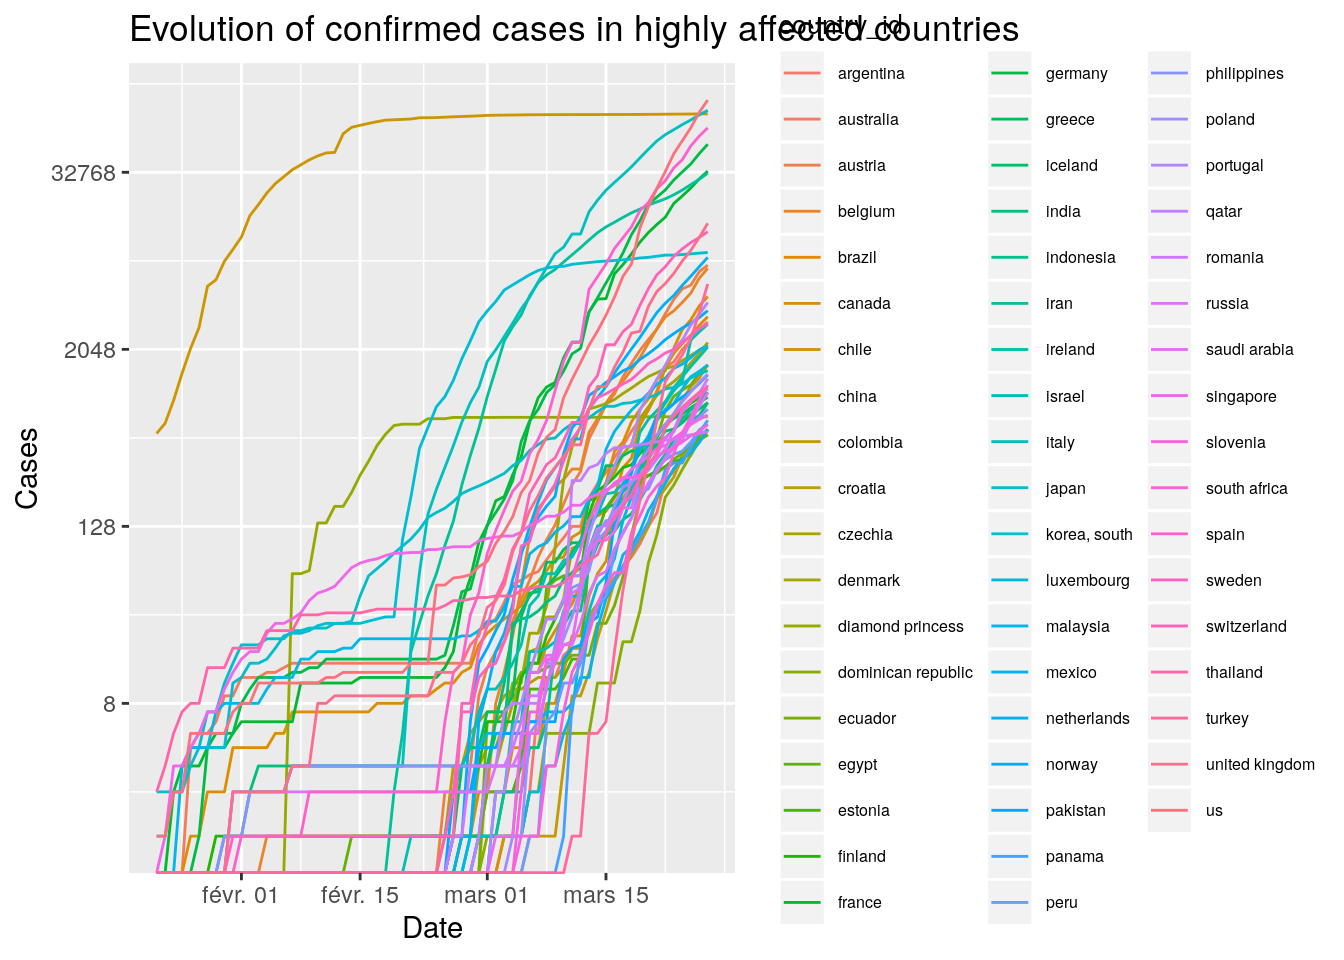 Evolution of confirmed cases in highly affected countries
country_id
argentina
australia
austria
belgium
brazil
canada
chile
china
colombia
croatia
czechia
denmark
diamond princess
dominican republic
ecuador
egypt
estonia
finland
france
germany
greece
iceland
india
indonesia
iran
ireland
israel
italy
japan
korea, south
luxembourg
malaysia
mexico
netherlands
norway
pakistan
panama
peru
philippines
poland
portugal
qatar
romania
russia
saudi arabia
singapore
slovenia
south africa
spain
sweden
switzerland
thailand
turkey
united kingdom
us
Cases
32768
2048
128
8
févr. 01
févr. 15
mars 01
mars 15
Date